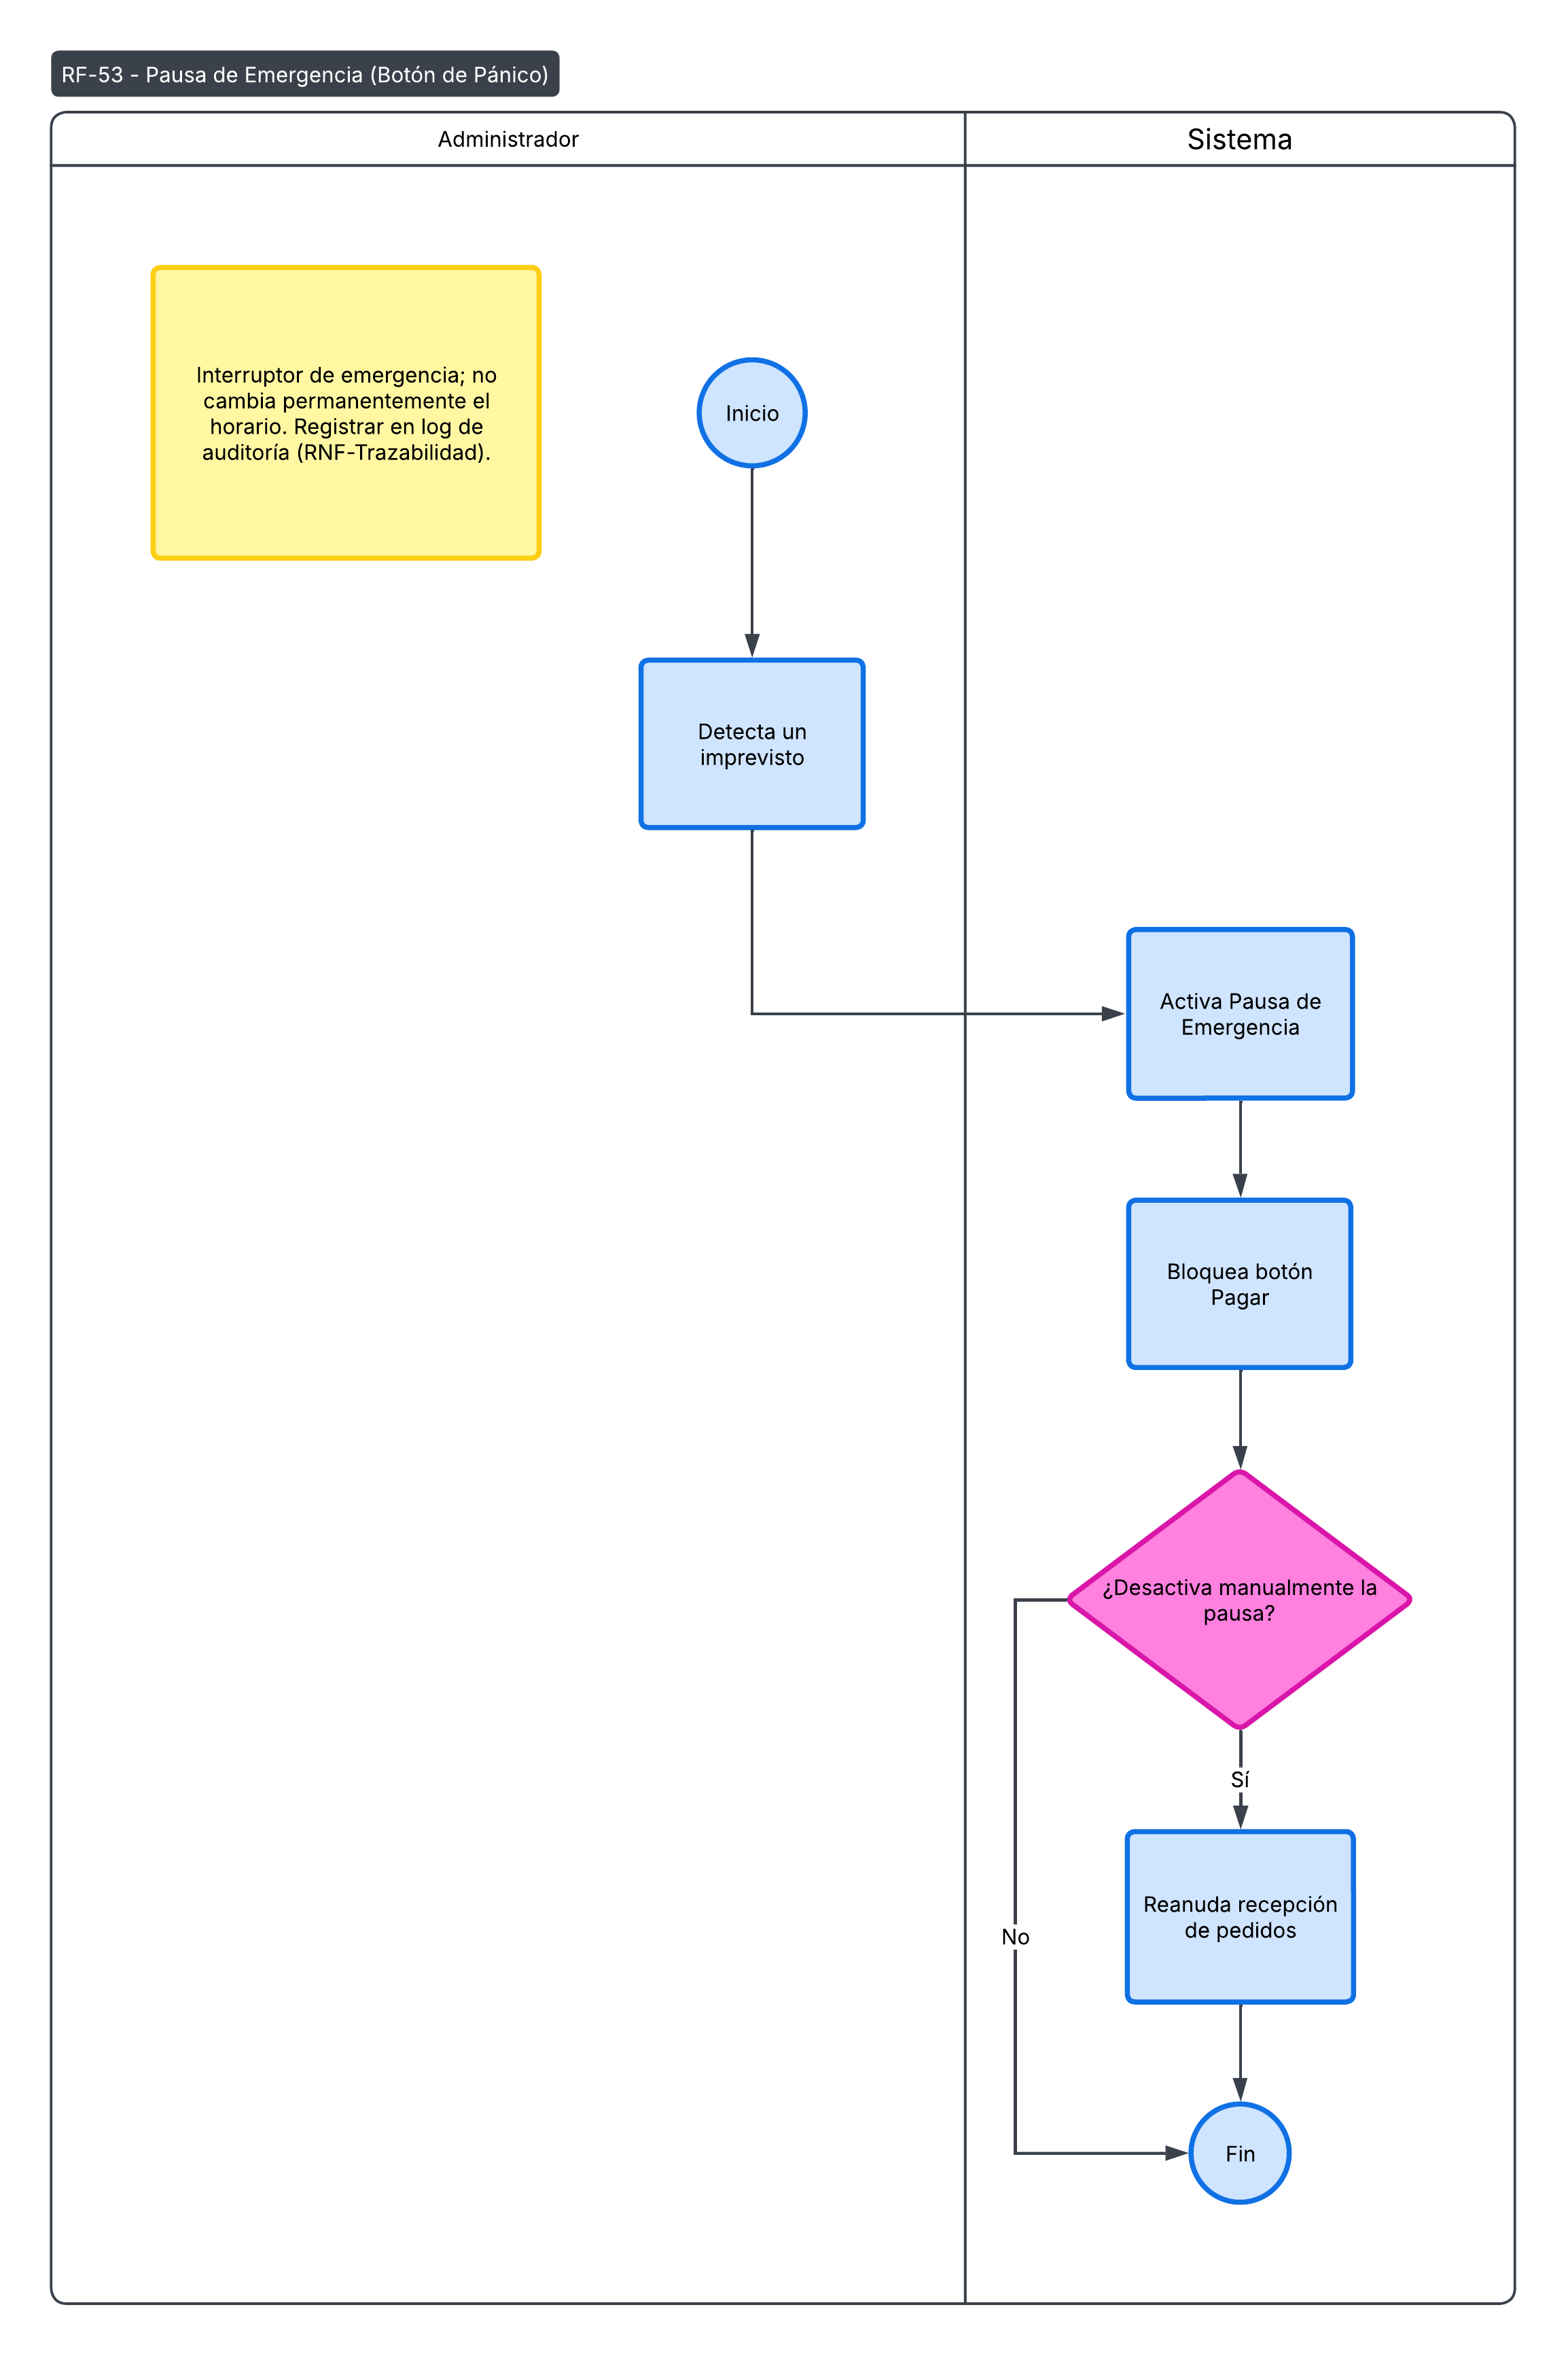 RF-53 - Pausa de Emergencia (Botón de Pánico)
Administrador
Sistema
Interruptor de emergencia; no
cambia permanentemente el
horario. Registrar en log de
auditoría (RNF-Trazabilidad).
Inicio
Detecta un
imprevisto
Activa Pausa de
Emergencia
Bloquea botón
Pagar
¿Desactiva manualmente la
pausa?
Sí
Reanuda recepción
de pedidos
No
Fin